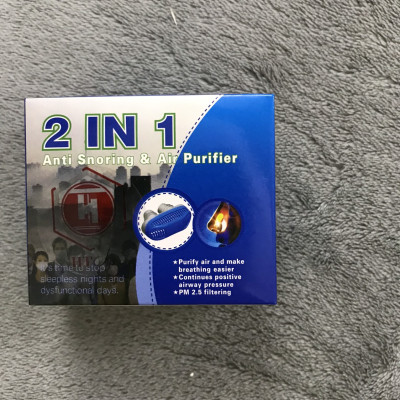 2 IN 1
Anti Snoring & Air Purifier
★Purify air and make
breathing easier
★Continues positive
airway pressure
★PM 2.5 filtering
It's time to stop
sleepless nights and
dysfunctional days.